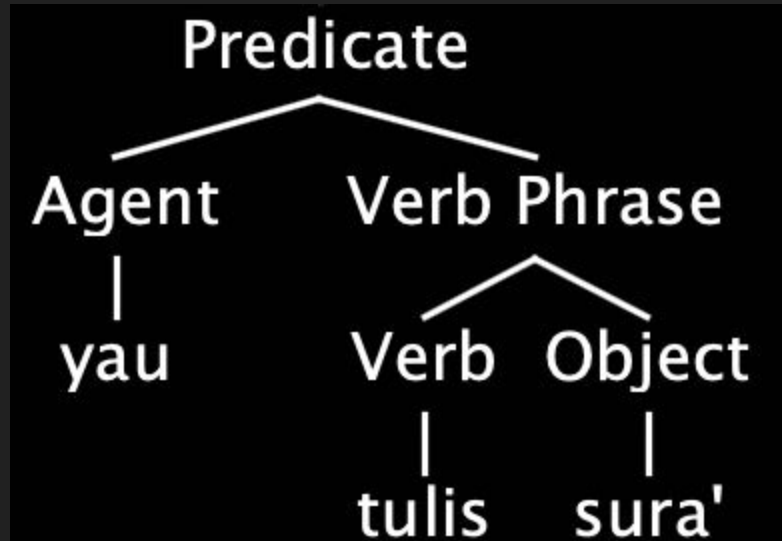 Predicate
Agent Verb Phrase
yau Verb Object
tulis sura'